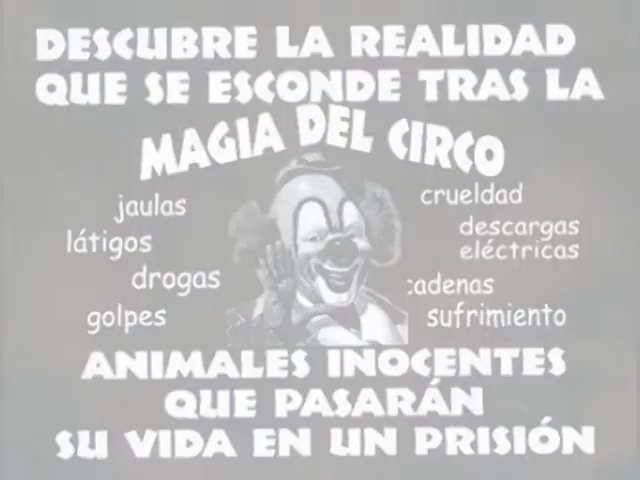 DESCUBRE LA REALIDAD
QUE SE ESCONDE TRAS LA
MAGIA DEL CIRCO
jaulas
látigos
drogas
golpes
crueldad
descargas
eléctricas
cadenas
sufrimiento
ANIMALES INOCENTES
QUE PASARÁN
SU VIDA EN UN PRISIÓN